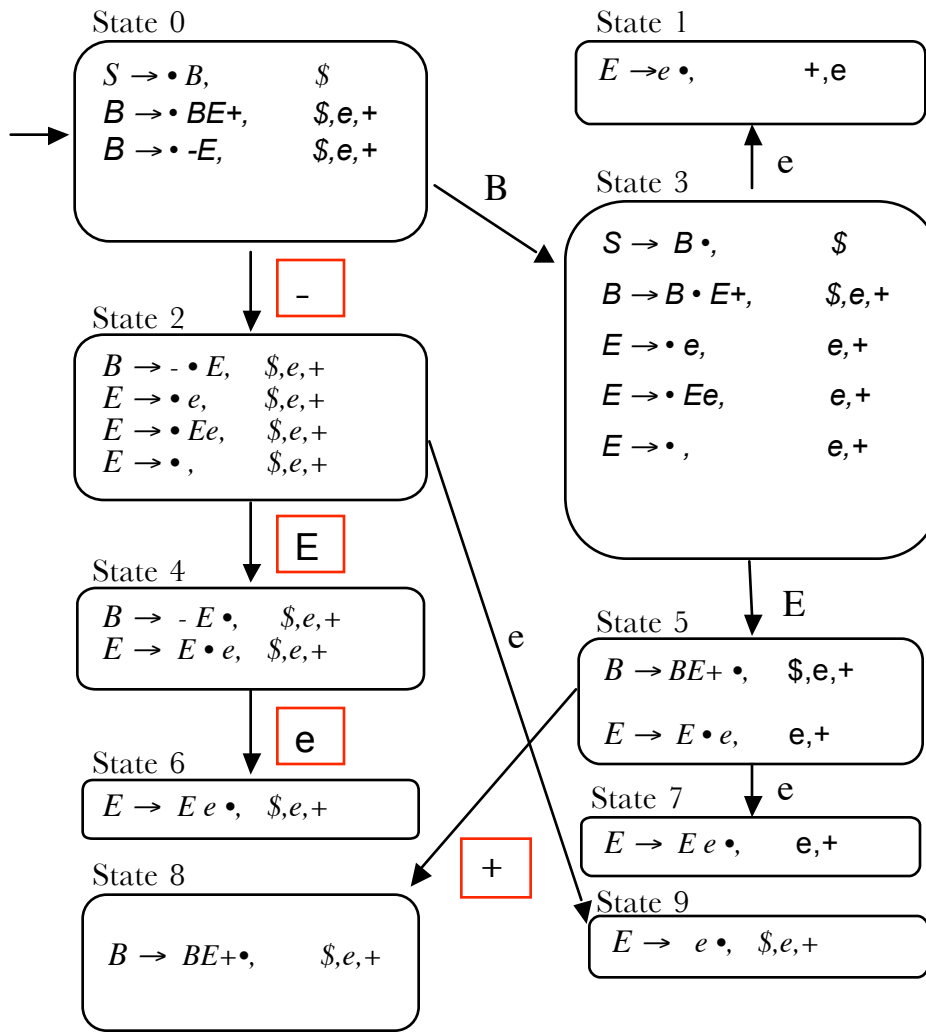 State 0
S → • B, $
B → • BE+, $,e,+
B → • -E, $,e,+
State 1
E → e •, +,e
e
B
-
State 3
S → B •, $
B → B • E+, $,e,+
E → • e, e,+
E → • Ee, e,+
E → • , e,+
State 2
B → - • E, $,e,+
E → • e, $,e,+
E → • Ee, $,e,+
E → • , $,e,+
E
e
E
State 4
B → - E •, $,e,+
E → E • e, $,e,+
e
State 5
B → BE+ •, $,e,+
E → E • e, e,+
e
State 6
E → E e •, $,e,+
State 7
E → E e •, e,+
+
State 8
B → BE+•, $,e,+
State 9
E → e •, $,e,+